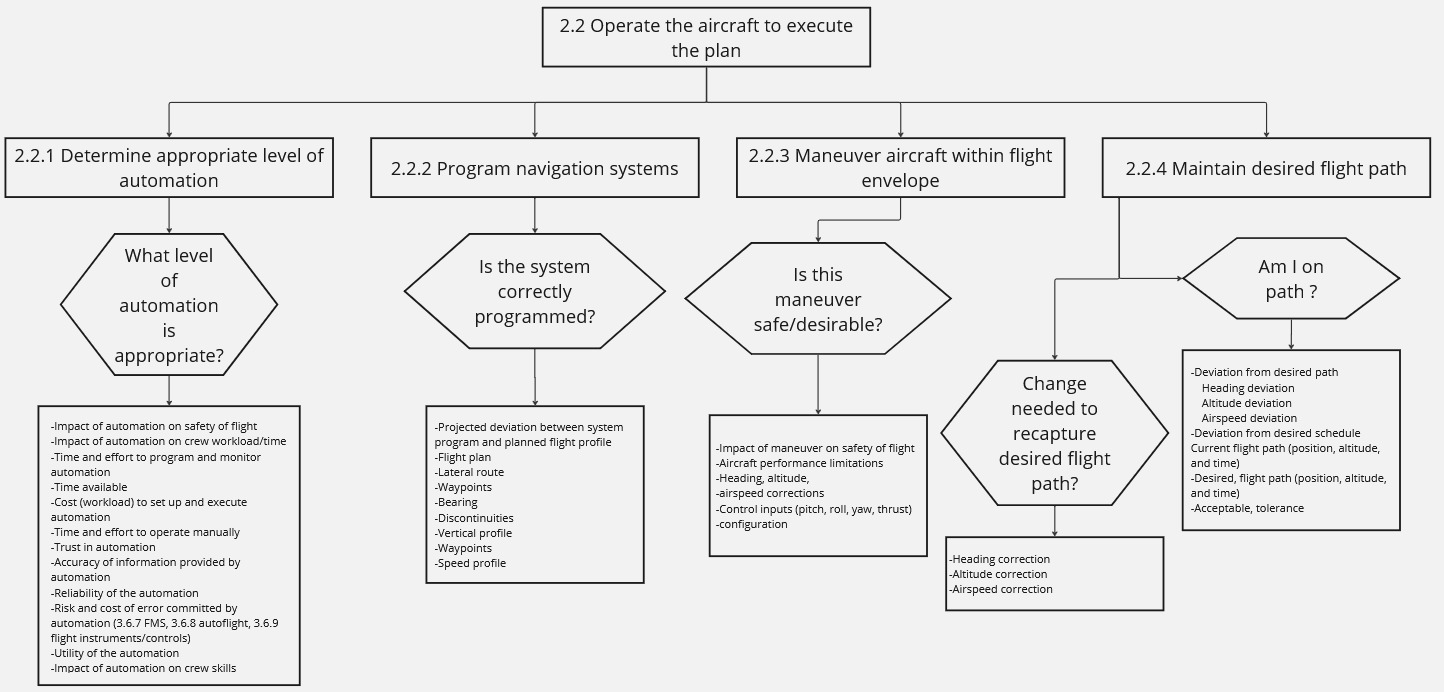 2.2 Operate the aircraft to execute
the plan
2.2.1 Determine appropriate level of
automation
2.2.2 Program navigation systems
2.2.3 Maneuver aircraft within flight
envelope
2.2.4 Maintain desired flight path
What level
of
automation
is
appropriate?
Is the system
correctly
programmed?
Is this
maneuver
safe/desirable?
Am I on
path ?
Change
needed to
recapture
desired flight
path?
-Impact of automation on safety of flight
-Impact of automation on crew workload/time
-Time and effort to program and monitor
automation
-Time available
-Cost (workload) to set up and execute
automation
-Time and effort to operate manually
-Trust in automation
-Accuracy of information provided by
automation
-Reliability of the automation
-Risk and cost of error committed by
automation (3.6.7 FMS, 3.6.8 autoflight, 3.6.9
flight instruments/controls)
-Utility of the automation
-Impact of automation on crew skills
-Projected deviation between system
program and planned flight profile
-Flight plan
-Lateral route
-Waypoints
-Bearing
-Discontinuities
-Vertical profile
-Waypoints
-Speed profile
-Impact of maneuver on safety of flight
-Aircraft performance limitations
-Heading, altitude,
-airspeed corrections
-Control inputs (pitch, roll, yaw, thrust)
-configuration
-Heading correction
-Altitude correction
-Airspeed correction
-Deviation from desired path
Heading deviation
Altitude deviation
Airspeed deviation
-Deviation from desired schedule
Current flight path (position, altitude,
and time)
-Desired, flight path (position, altitude,
and time)
-Acceptable, tolerance